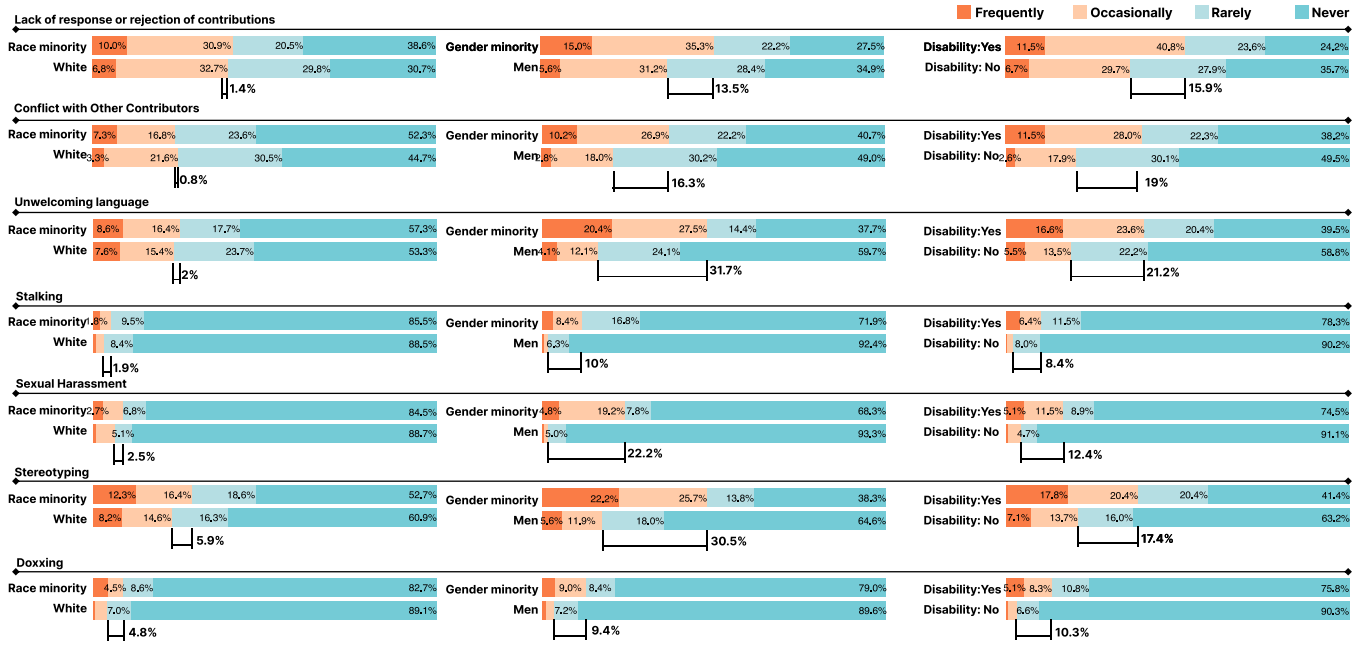 Frequently Occasionally Rarely Never
Lack of response or rejection of contributions
Race minority 10.0% 30.9% 20.5% 38.6% Gender minority 15.0% 35.3% 22.2% 27.5% Disability:Yes 11.5% 40.8% 23.6% 24.2%
White 6.8% 32.7% 29.8% 30.7% Men 5.6% 31.2% 28.4% 34.9% Disability: No 6.7% 29.7% 27.9% 35.7%
1.4% 13.5% 15.9%
Conflict with Other Contributors
Race minority 7.3% 16.8% 23.6% 52.3% Gender minority 10.2% 26.9% 22.2% 40.7% Disability:Yes 11.5% 28.0% 22.3% 38.2%
White 3.3% 21.6% 30.5% 44.7% Men 2.8% 18.0% 30.2% 49.0% Disability: No 2.6% 17.9% 30.1% 49.5%
0.8% 16.3% 19%
Unwelcoming language
Race minority 8.6% 16.4% 17.7% 57.3% Gender minority 20.4% 27.5% 14.4% 37.7% Disability:Yes 16.6% 23.6% 20.4% 39.5%
White 7.6% 15.4% 23.7% 53.3% Men 4.1% 12.1% 24.1% 59.7% Disability: No 5.5% 13.5% 22.2% 58.8%
2% 31.7% 21.2%
Stalking
Race minority 1.8% 9.5% 85.5% Gender minority 8.4% 16.8% 71.9% Disability:Yes 6.4% 11.5% 78.3%
White 8.4% 88.5% Men 6.3% 92.4% Disability: No 8.0% 90.2%
1.9% 10% 8.4%
Sexual Harassment
Race minority 2.7% 6.8% 84.5% Gender minority 4.8% 19.2% 7.8% 68.3% Disability:Yes 5.1% 11.5% 8.9% 74.5%
White 5.1% 88.7% Men 5.0% 93.3% Disability: No 4.7% 91.1%
2.5% 22.2% 12.4%
Stereotyping
Race minority 12.3% 16.4% 18.6% 52.7% Gender minority 22.2% 25.7% 13.8% 38.3% Disability:Yes 17.8% 20.4% 20.4% 41.4%
White 8.2% 14.6% 16.3% 60.9% Men 5.6% 11.9% 18.0% 64.6% Disability: No 7.1% 13.7% 16.0% 63.2%
5.9% 30.5% 17.4%
Doxxing
Race minority 4.5% 8.6% 82.7% Gender minority 9.0% 8.4% 79.0% Disability:Yes 5.1% 8.3% 10.8% 75.8%
White 7.0% 89.1% Men 7.2% 89.6% Disability: No 6.6% 90.3%
4.8% 9.4% 10.3%